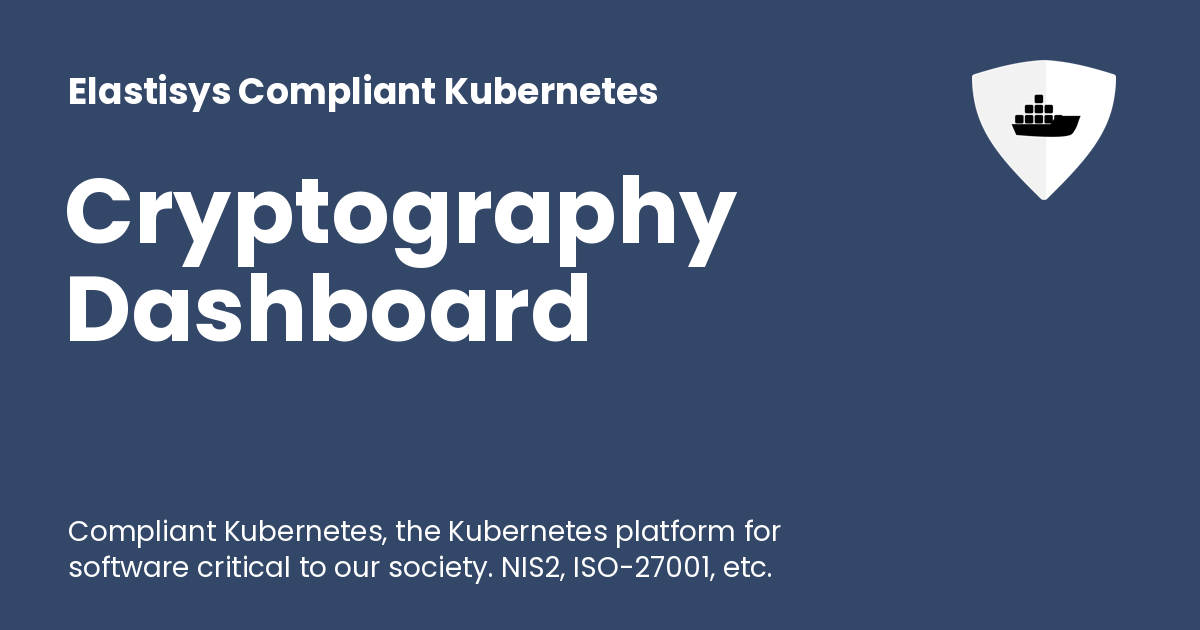 Elastisys Compliant Kubernetes
Cryptography
Dashboard
Compliant Kubernetes, the Kubernetes platform for
software critical to our society. NIS2, ISO-27001, etc.